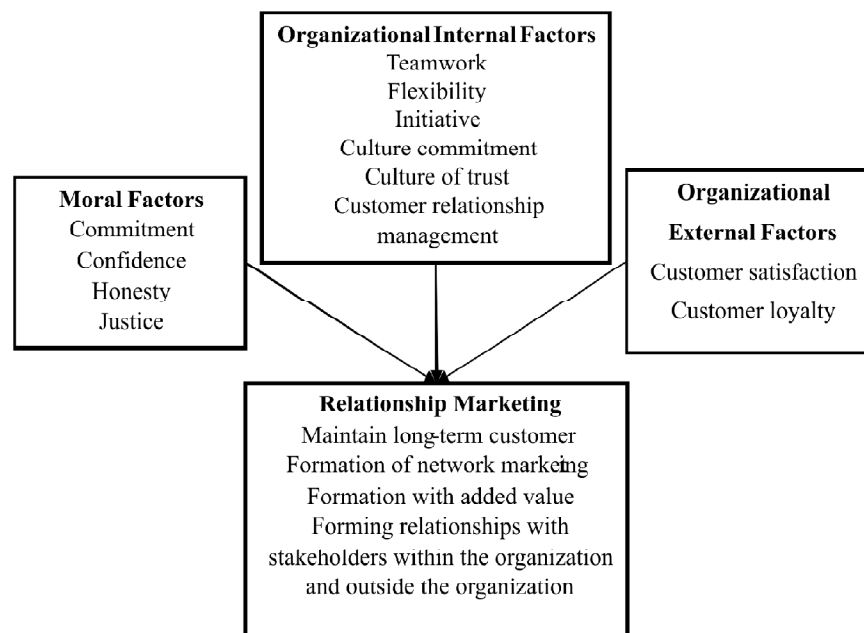 Organizational Internal Factors
Teamwork
Flexibility
Initiative
Culture commitment
Culture of trust
Customer relationship
management
Moral Factors
Commitment
Confidence
Honesty
Justice
Organizational
External Factors
Customer satisfaction
Customer loyalty
Relationship Marketing
Maintain long-term customer
Formation of network marketing
Formation with added value
Forming relationships with
stakeholders within the organization
and outside the organization